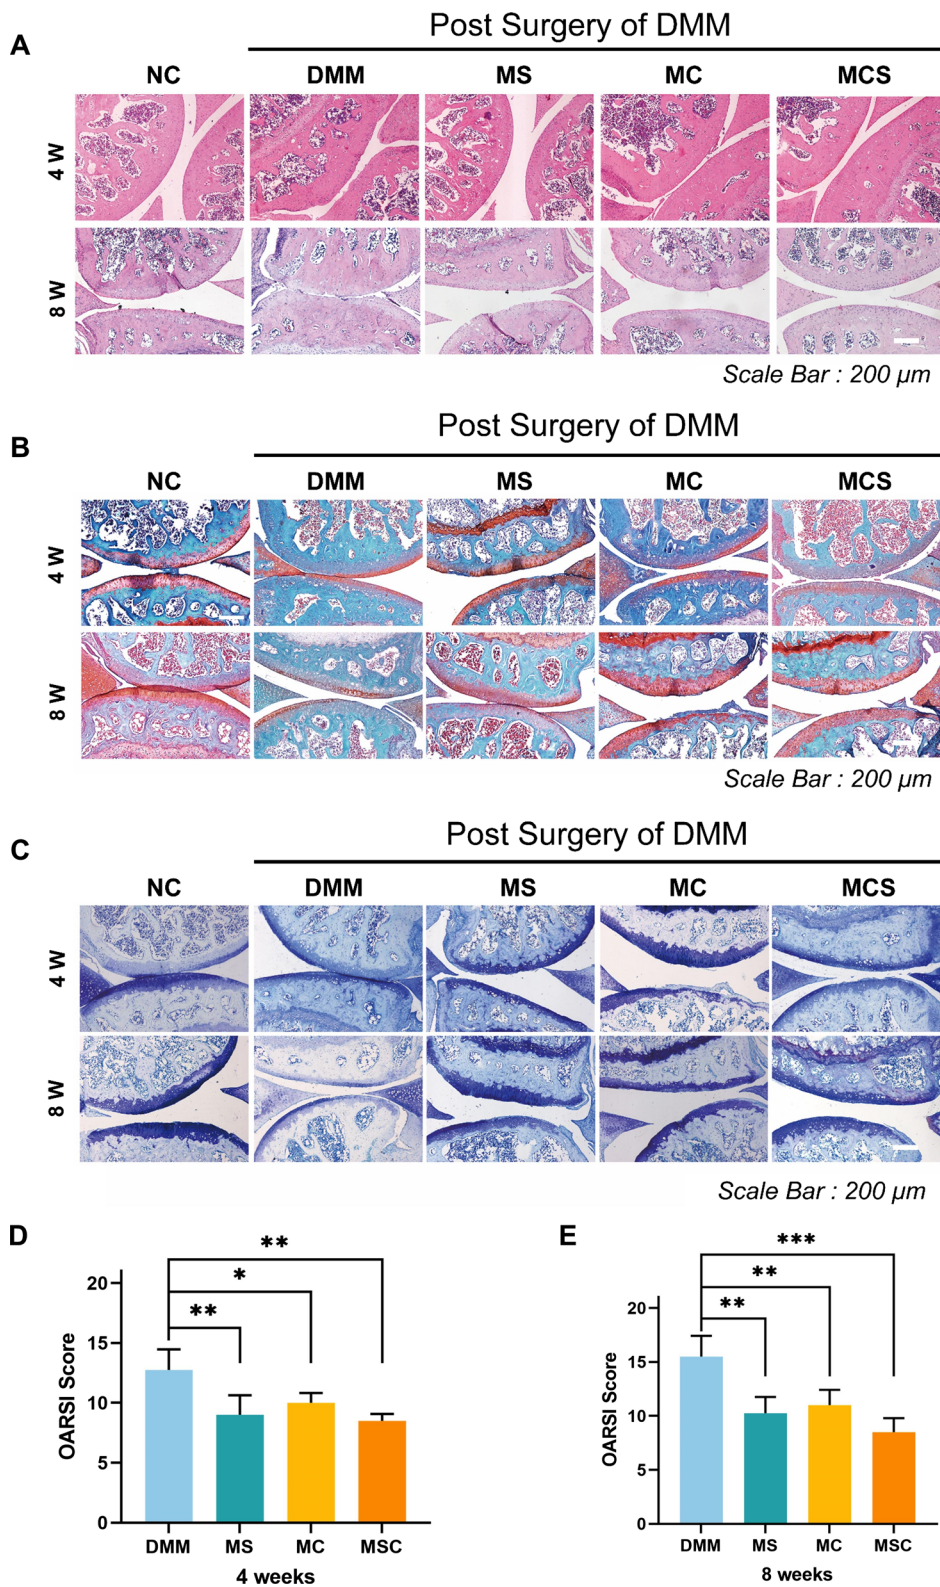 A
Post Surgery of DMM
NC DMM MS MC MCS
4 W
8 W
Scale Bar : 200 µm
B
Post Surgery of DMM
NC DMM MS MC MCS
4 W
8 W
Scale Bar : 200 µm
C
Post Surgery of DMM
NC DMM MS MC MCS
4 W
8 W
Scale Bar : 200 µm
D
**
*
**
OARSI Score
20
15
10
5
0
DMM MS MC MSC
4 weeks
E
***
**
**
OARSI Score
20
15
10
5
0
DMM MS MC MSC
8 weeks